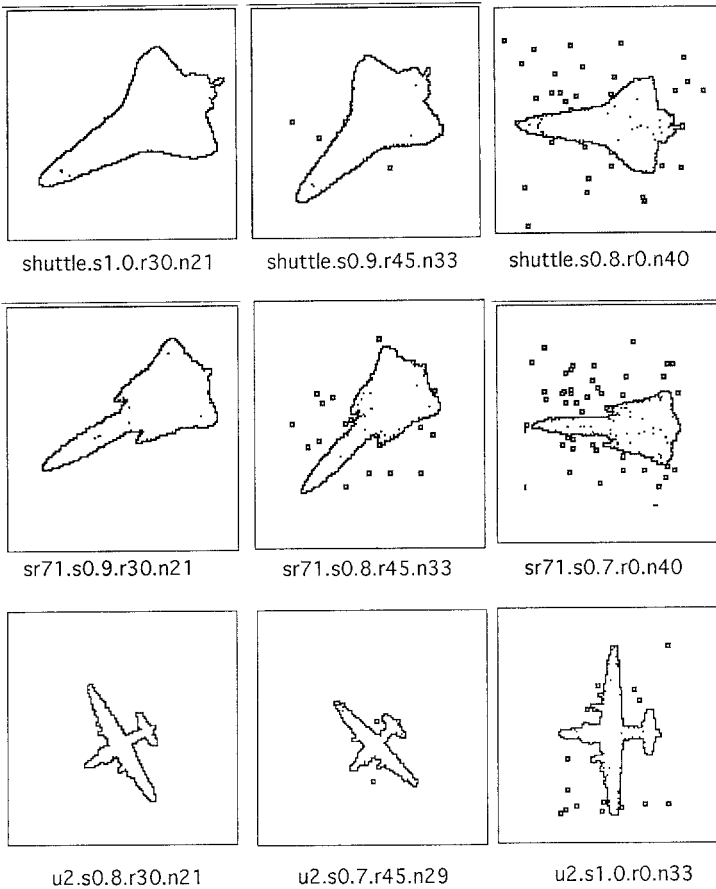 shuttle.s1.0.r30.n21
shuttle.s0.9.r45.n33
shuttle.s0.8.r0.n40
sr71.s0.9.r30.n21
sr71.s0.8.r45.n33
sr71.s0.7.r0.n40
u2.s0.8.r30.n21
u2.s0.7.r45.n29
u2.s1.0.r0.n33